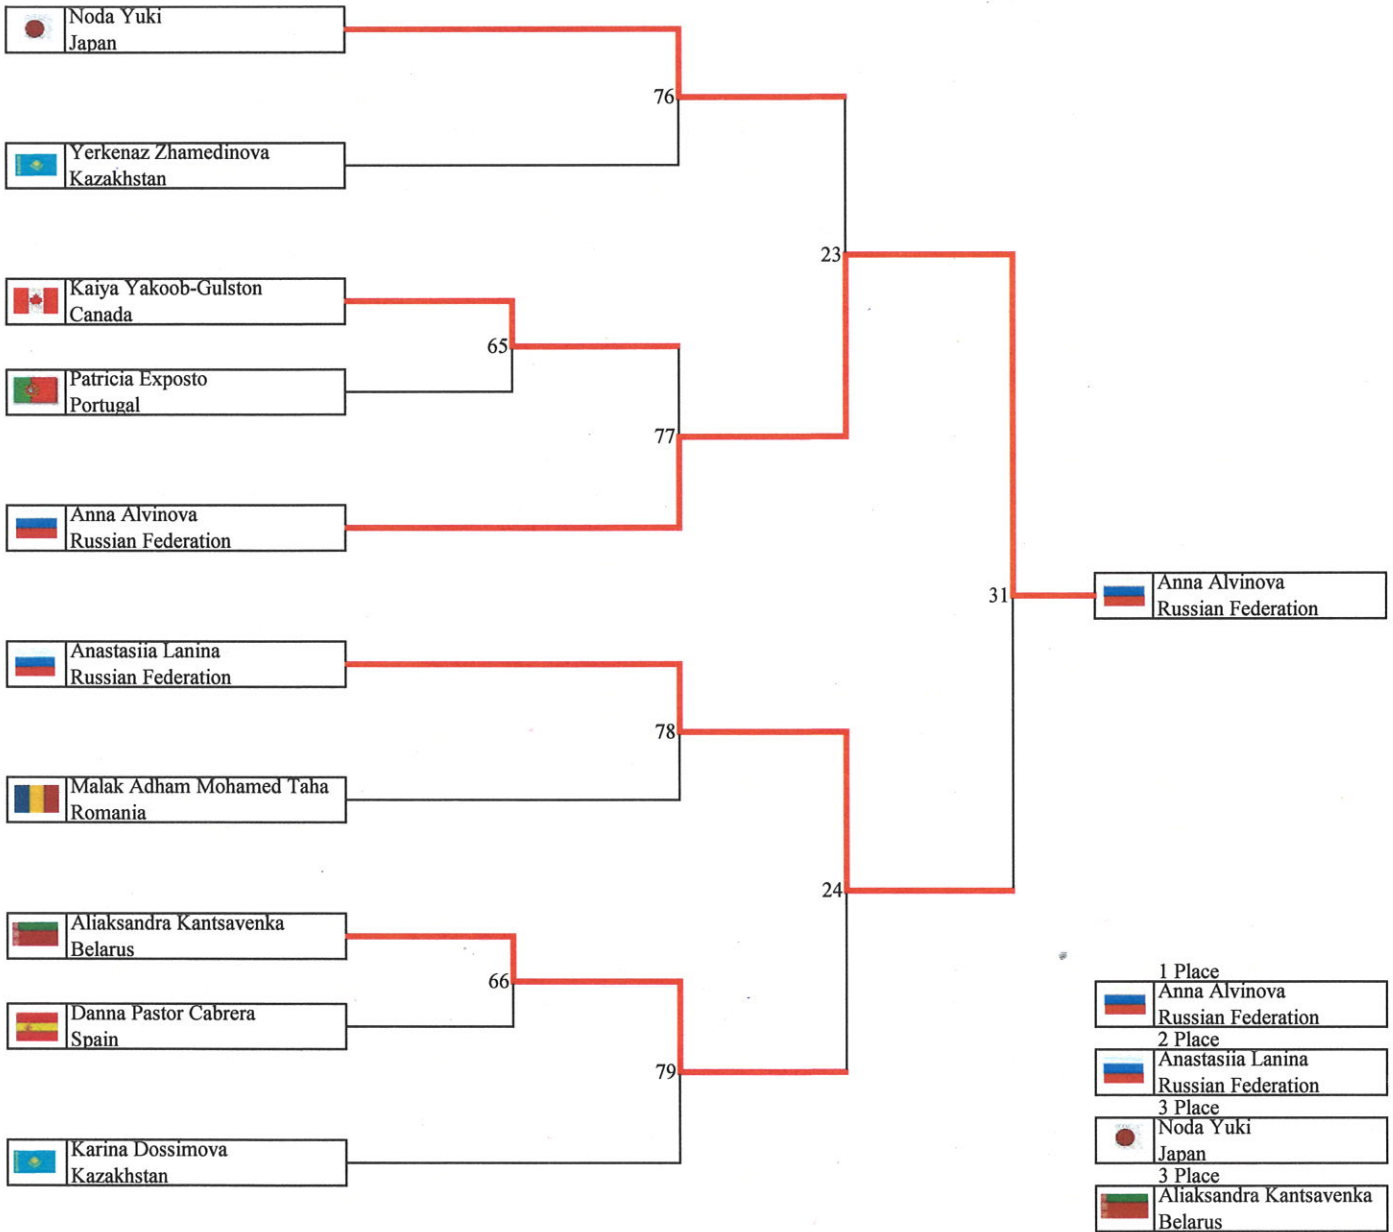 Noda Yuki
Japan
76
Yerkenaz Zhamedinova
Kazakhstan
23
Kaiya Yakoob-Gulston
Canada
65
Patricia Exposto
Portugal
77
Anna Alvinova
Russian Federation
31
Anna Alvinova
Russian Federation
Anastasiia Lanina
Russian Federation
78
Malak Adham Mohamed Taha
Romania
24
Aliaksandra Kantsavenka
Belarus
66
Danna Pastor Cabrera
Spain
79
Karina Dossimova
Kazakhstan
1 Place
Anna Alvinova
Russian Federation
2 Place
Anastasiia Lanina
Russian Federation
3 Place
Noda Yuki
Japan
3 Place
Aliaksandra Kantsavenka
Belarus